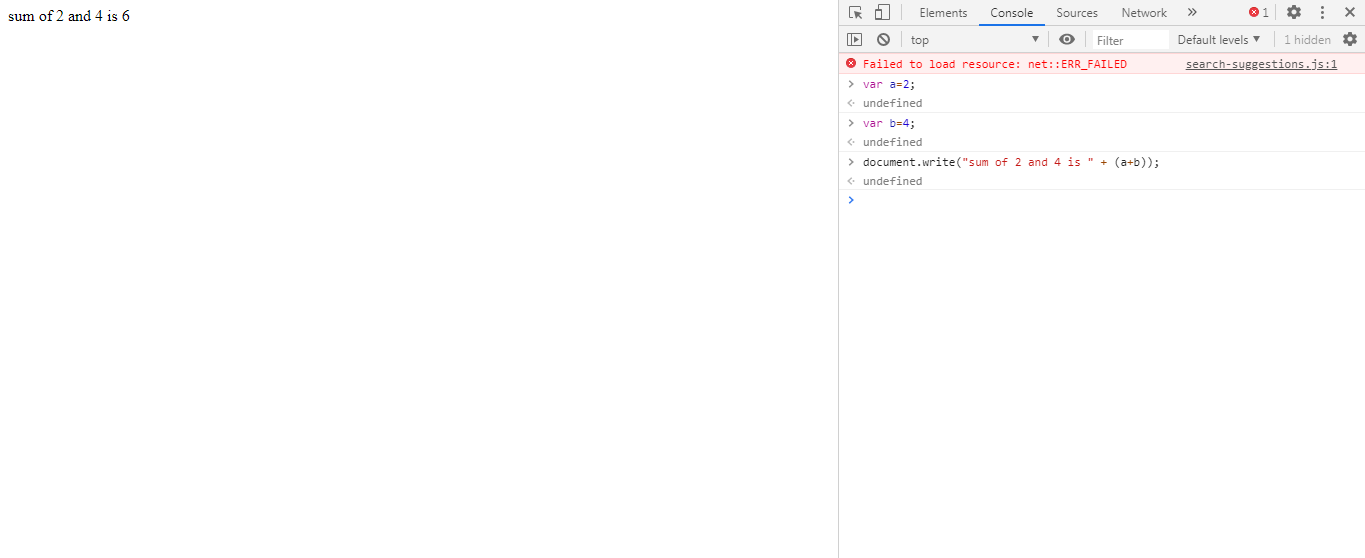 sum of 2 and 4 is 6
Elements Console Sources Network » 1
top Filter Default levels 1 hidden
Failed to load resource: net::ERR_FAILED search-suggestions.js:1
> var a=2;
undefined
> var b=4;
undefined
> document.write("sum of 2 and 4 is " + (a+b));
undefined
>